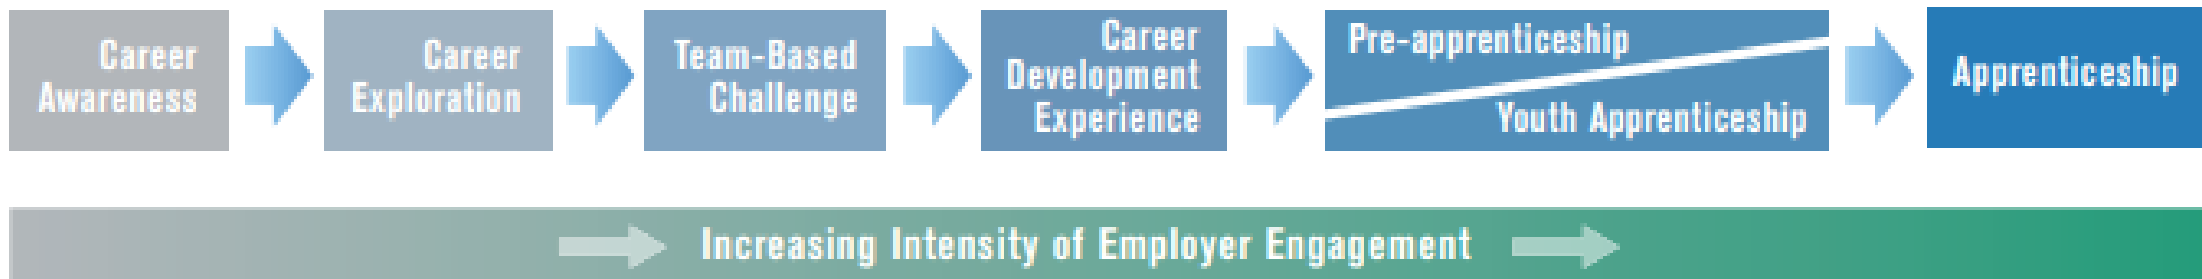 Career
Awareness
Career
Exploration
Team-Based
Challenge
Career
Development
Experience
Pre-apprenticeship
Youth Apprenticeship
Apprenticeship
Increasing Intensity of Employer Engagement